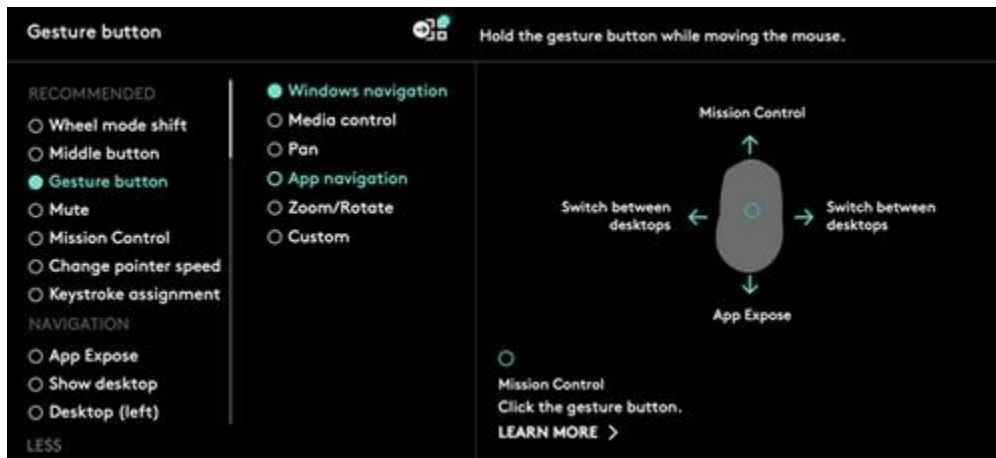 Gesture button
Hold the gesture button while moving the mouse.
RECOMMENDED
Wheel mode shift
Middle button
Gesture button
Mute
Mission Control
Change pointer speed
Keystroke assignment
NAVIGATION
App Expose
Show desktop
Desktop (left)
LESS
Windows navigation
Media control
Pan
App navigation
Zoom/Rotate
Custom
Mission Control
Switch between
desktops
Switch between
desktops
App Expose
Mission Control
Click the gesture button.
LEARN MORE